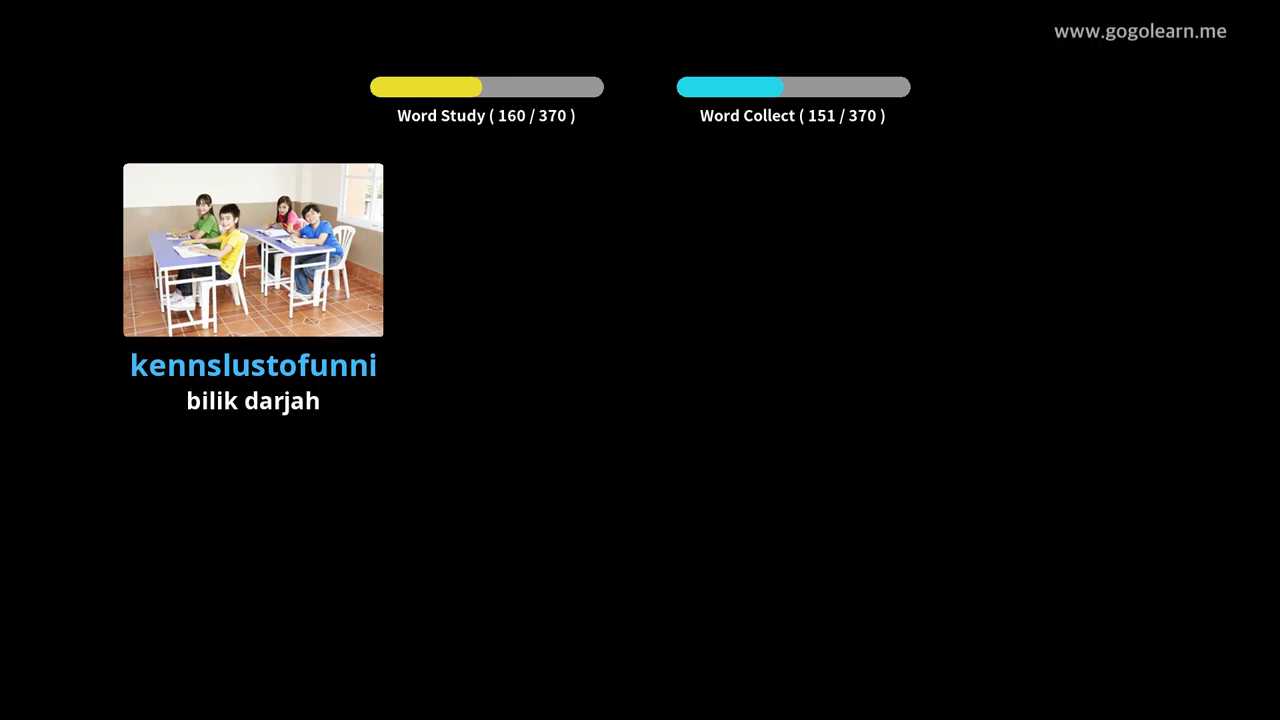 www.gogolearn.me
Word Study ( 160 / 370 )
Word Collect ( 151 / 370 )
kennslustofunni
bilik darjah